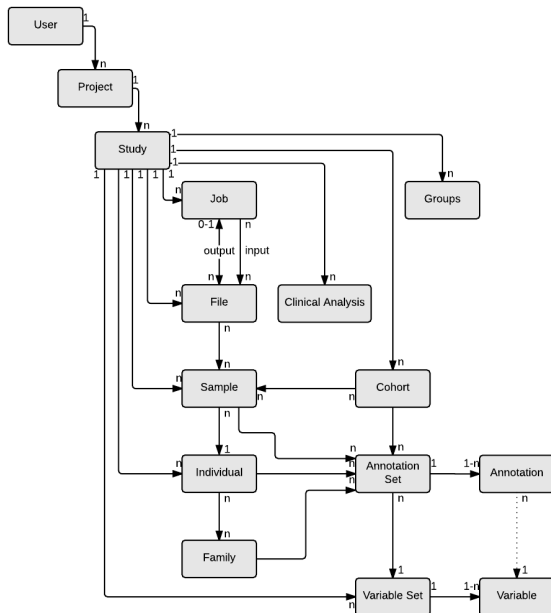 User
1
n
Project
1
n
Study
1
1
1
1
1
1
1
1
1
n
Job
n
Groups
0-1
n
output
input
n
n
n
File
n
Clinical Analysis
n
n
n
n
Sample
n
n
Cohort
n
n
n
1
n
n
Individual
n
n
Annotation
Set
1
1-n
Annotation
n
n
n
n
Family
1
1
Variable Set
1
1-n
Variable
n